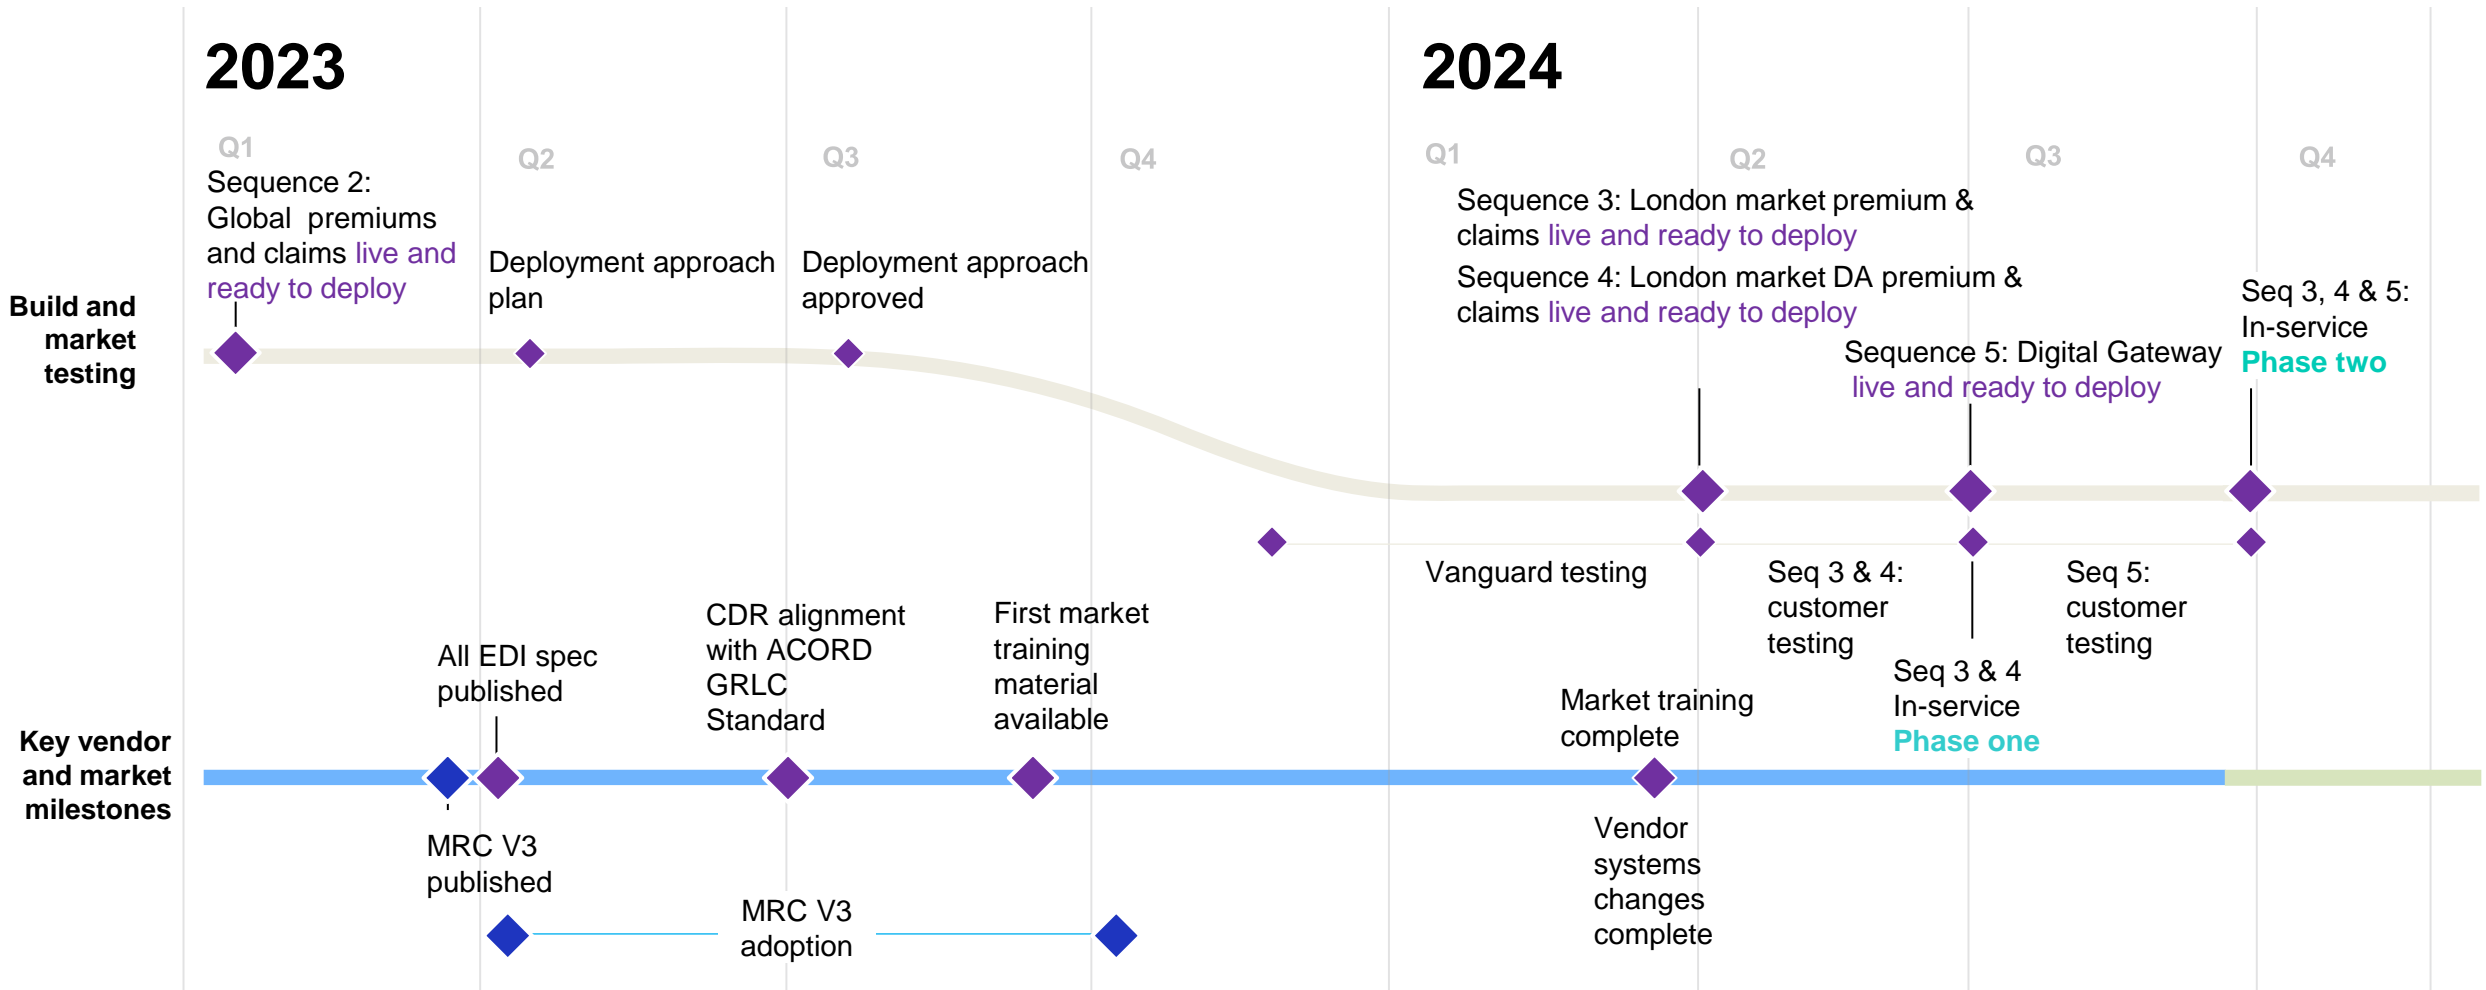 2023
2024
Q1
Q2
Q3
Q4
Q1
Q2
Q3
Q4
Build and
market
testing
Sequence 2:
Global premiums
and claims live and
ready to deploy
Deployment approach
plan
Deployment approach
approved
Sequence 3: London market premium &
claims live and ready to deploy
Sequence 4: London market DA premium &
claims live and ready to deploy
Sequence 5: Digital Gateway
live and ready to deploy
Seq 3, 4 & 5:
In-service
Phase two
Vanguard testing
Seq 3 & 4:
customer
testing
Seq 5:
customer
testing
Seq 3 & 4
In-service
Phase one
Key vendor
and market
milestones
All EDI spec
published
CDR alignment
with ACORD
GRLC
Standard
First market
training
material
available
Market training
complete
MRC V3
published
MRC V3
adoption
Vendor
systems
changes
complete